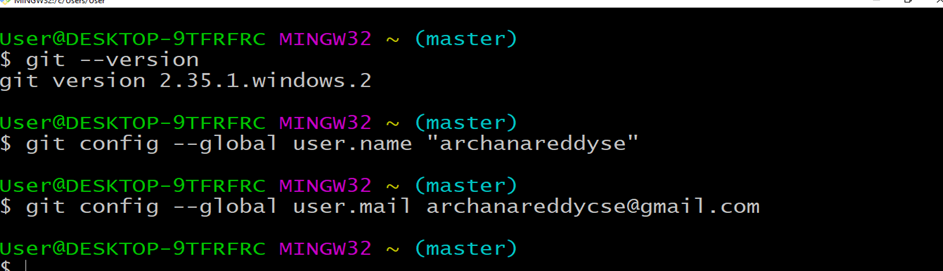 MINGW32:/c/Users/User
User@DESKTOP-9TFRFRC MINGW32 ~ (master)
$ git --version
git version 2.35.1.windows.2
User@DESKTOP-9TFRFRC MINGW32 ~ (master)
$ git config --global user.name "archanareddyse"
User@DESKTOP-9TFRFRC MINGW32 ~ (master)
$ git config --global user.mail archanareddycse@gmail.com
User@DESKTOP-9TFRFRC MINGW32 ~ (master)
$